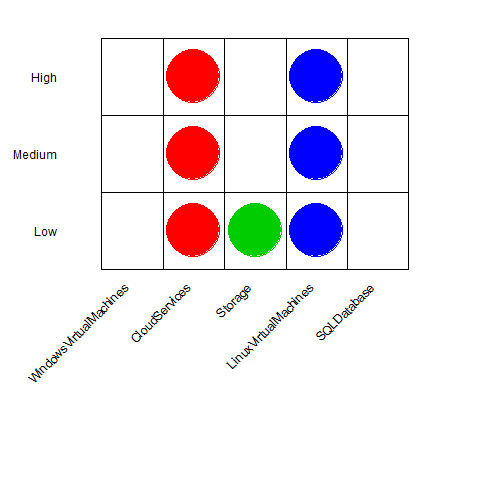 High
Medium
Low
WindowsVirtualMachines
CloudServices
Storage
LinuxVirtualMachines
SQLDatabase